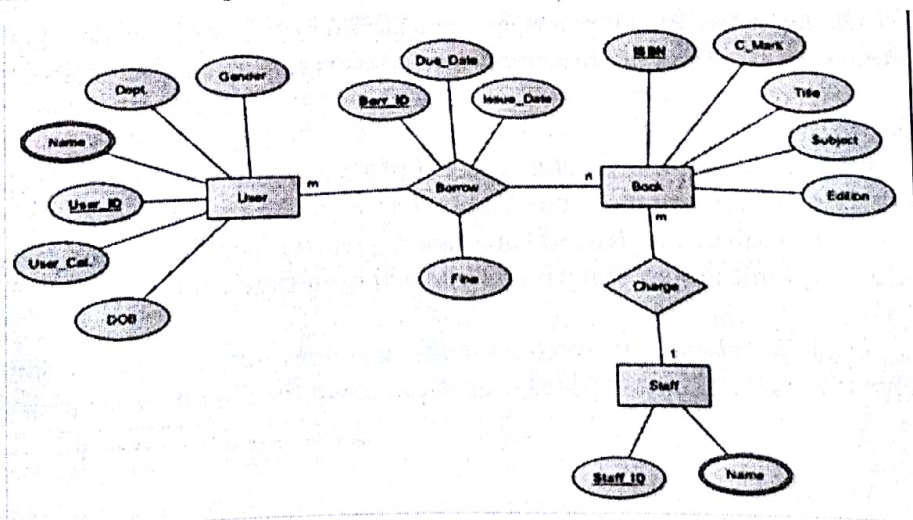 ISBN
C_Mark
Due_Date
Gender
Dept.
Borr_ID
Issue_Date
Title
Name
Subject
User
m
Borrow
n
Book
User_ID
Edition
m
User_Cat.
Fine
Charge
DOB
1
Staff
Staff_ID
Name